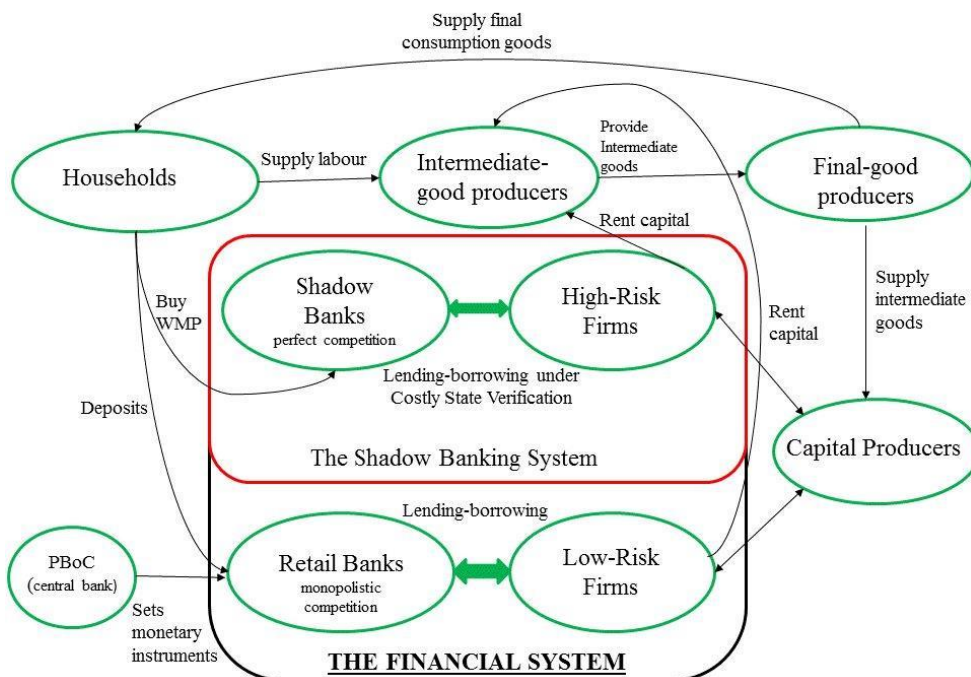 Supply final
consumption goods
Households
Supply labour
Intermediate-
good producers
Provide
Intermediate
goods
Final-good
producers
Rent capital
Buy
WMP
Shadow
Banks
perfect competition
High-Risk
Firms
Supply
intermediate
goods
Rent
capital
Lending-borrowing under
Costly State Verification
Deposits
The Shadow Banking System
Capital Producers
Lending-borrowing
PBoC
(central bank)
Retail Banks
monopolistic
competition
Low-Risk
Firms
Sets
monetary
instruments
THE FINANCIAL SYSTEM